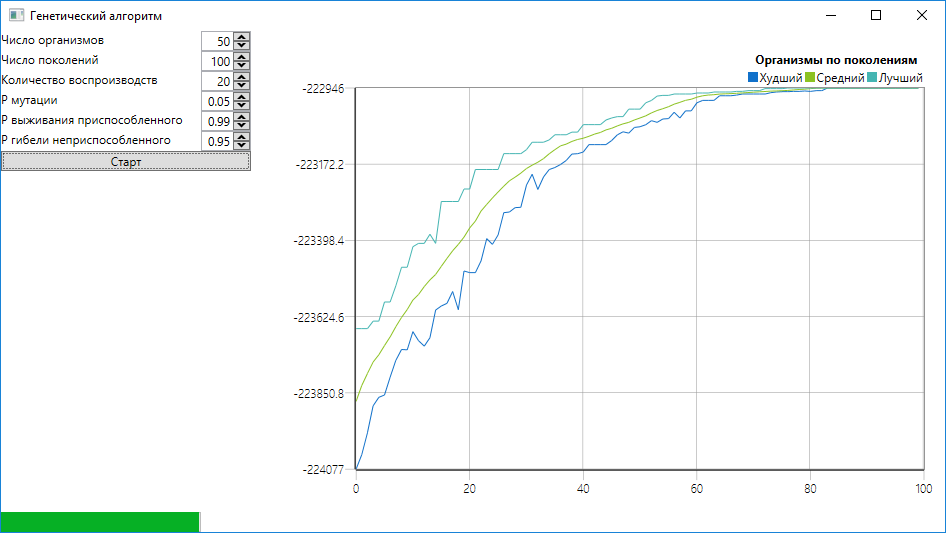 Генетический алгоритм
Число организмов 50
Число поколений 100
Количество воспроизводств 20
P мутации 0.05
P выживания приспособленного 0.99
P гибели неприспособленного 0.95
Старт
Организмы по поколениям
Худший Средний Лучший
-222946
-223172.2
-223398.4
-223624.6
-223850.8
-224077
0 20 40 60 80 100